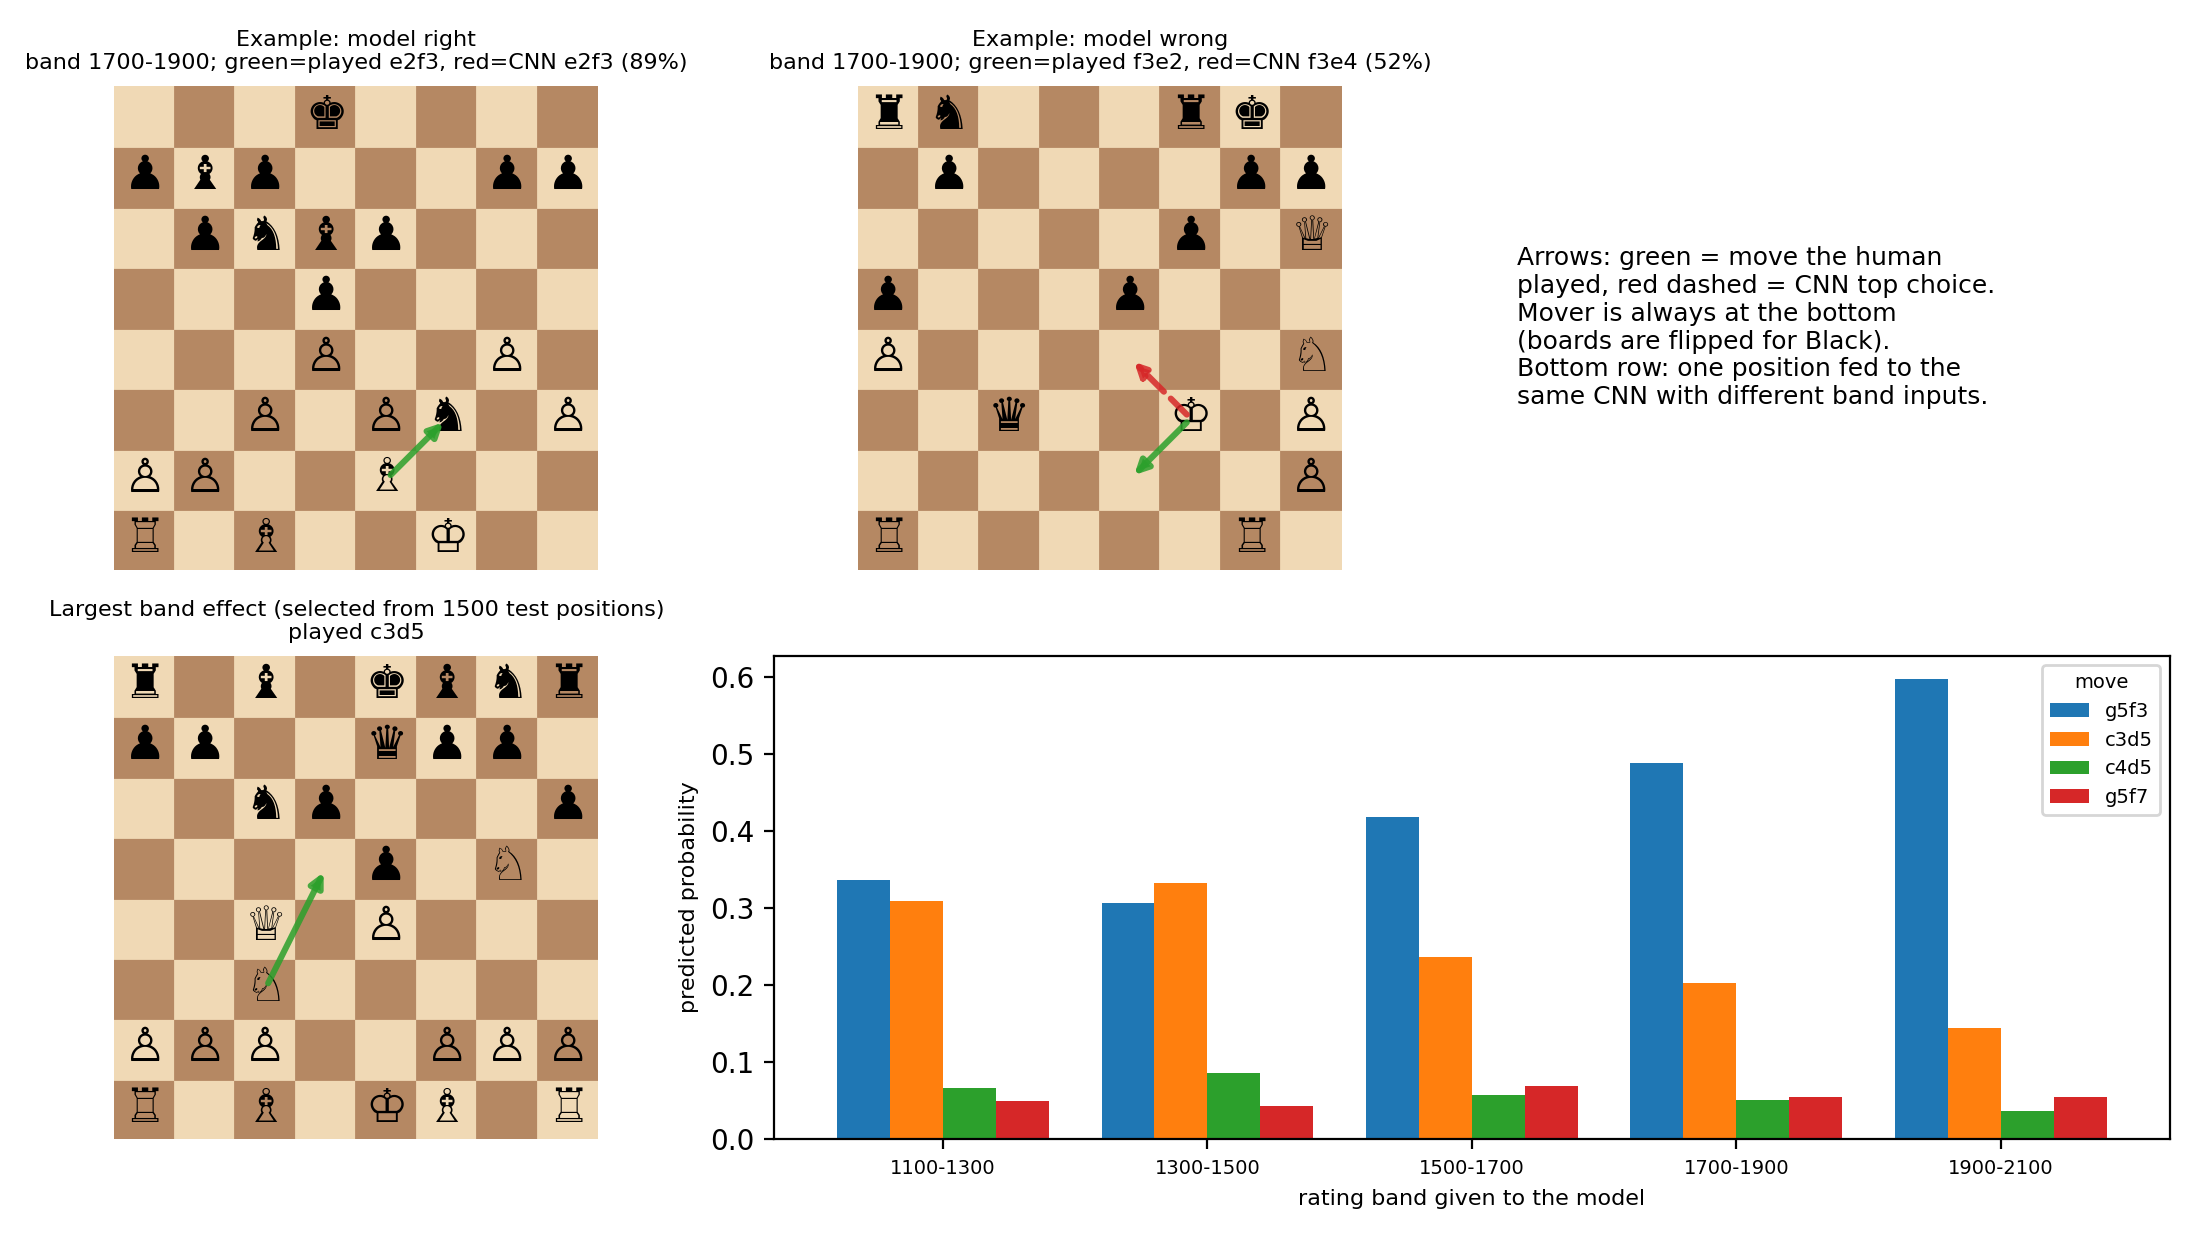 Example: model right
band 1700-1900; green=played e2f3, red=CNN e2f3 (89%)
Example: model wrong
band 1700-1900; green=played f3e2, red=CNN f3e4 (52%)
Arrows: green = move the human
played, red dashed = CNN top choice.
Mover is always at the bottom
(boards are flipped for Black).
Bottom row: one position fed to the
same CNN with different band inputs.
Largest band effect (selected from 1500 test positions)
played c3d5
predicted probability
0.6
0.5
0.4
0.3
0.2
0.1
0.0
move
g5f3
c3d5
c4d5
g5f7
1100-1300
1300-1500
1500-1700
1700-1900
1900-2100
rating band given to the model